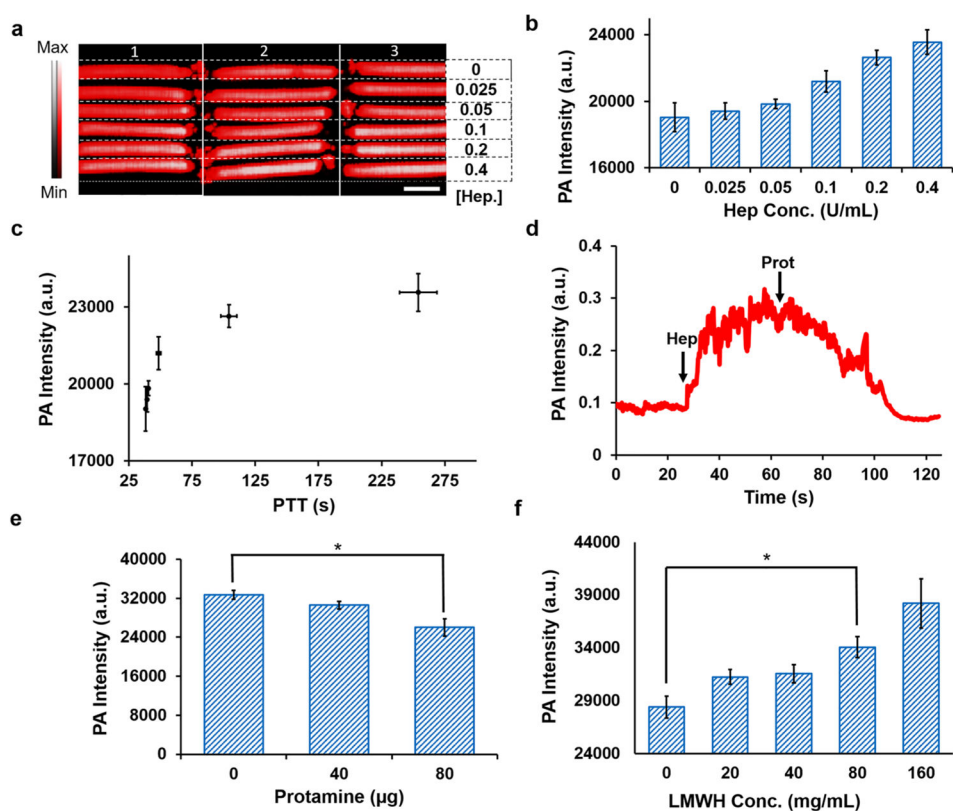 a
Max
Min
1 2 3
0
0.025
0.05
0.1
0.2
0.4
[Hep.]
b
PA Intensity (a.u.)
24000
20000
16000
0 0.025 0.05 0.1 0.2 0.4
Hep Conc. (U/mL)
c
PA Intensity (a.u.)
23000
20000
17000
25 75 125 175 225 275
PTT (s)
d
PA Intensity (a.u.)
0.4
0.3
0.2
0.1
0
Hep
Prot
0 20 40 60 80 100 120
Time (s)
e
PA Intensity (a.u.)
40000
32000
24000
16000
8000
0
*
0 40 80
Protamine (µg)
f
PA Intensity (a.u.)
44000
39000
34000
29000
24000
*
0 20 40 80 160
LMWH Conc. (mg/mL)